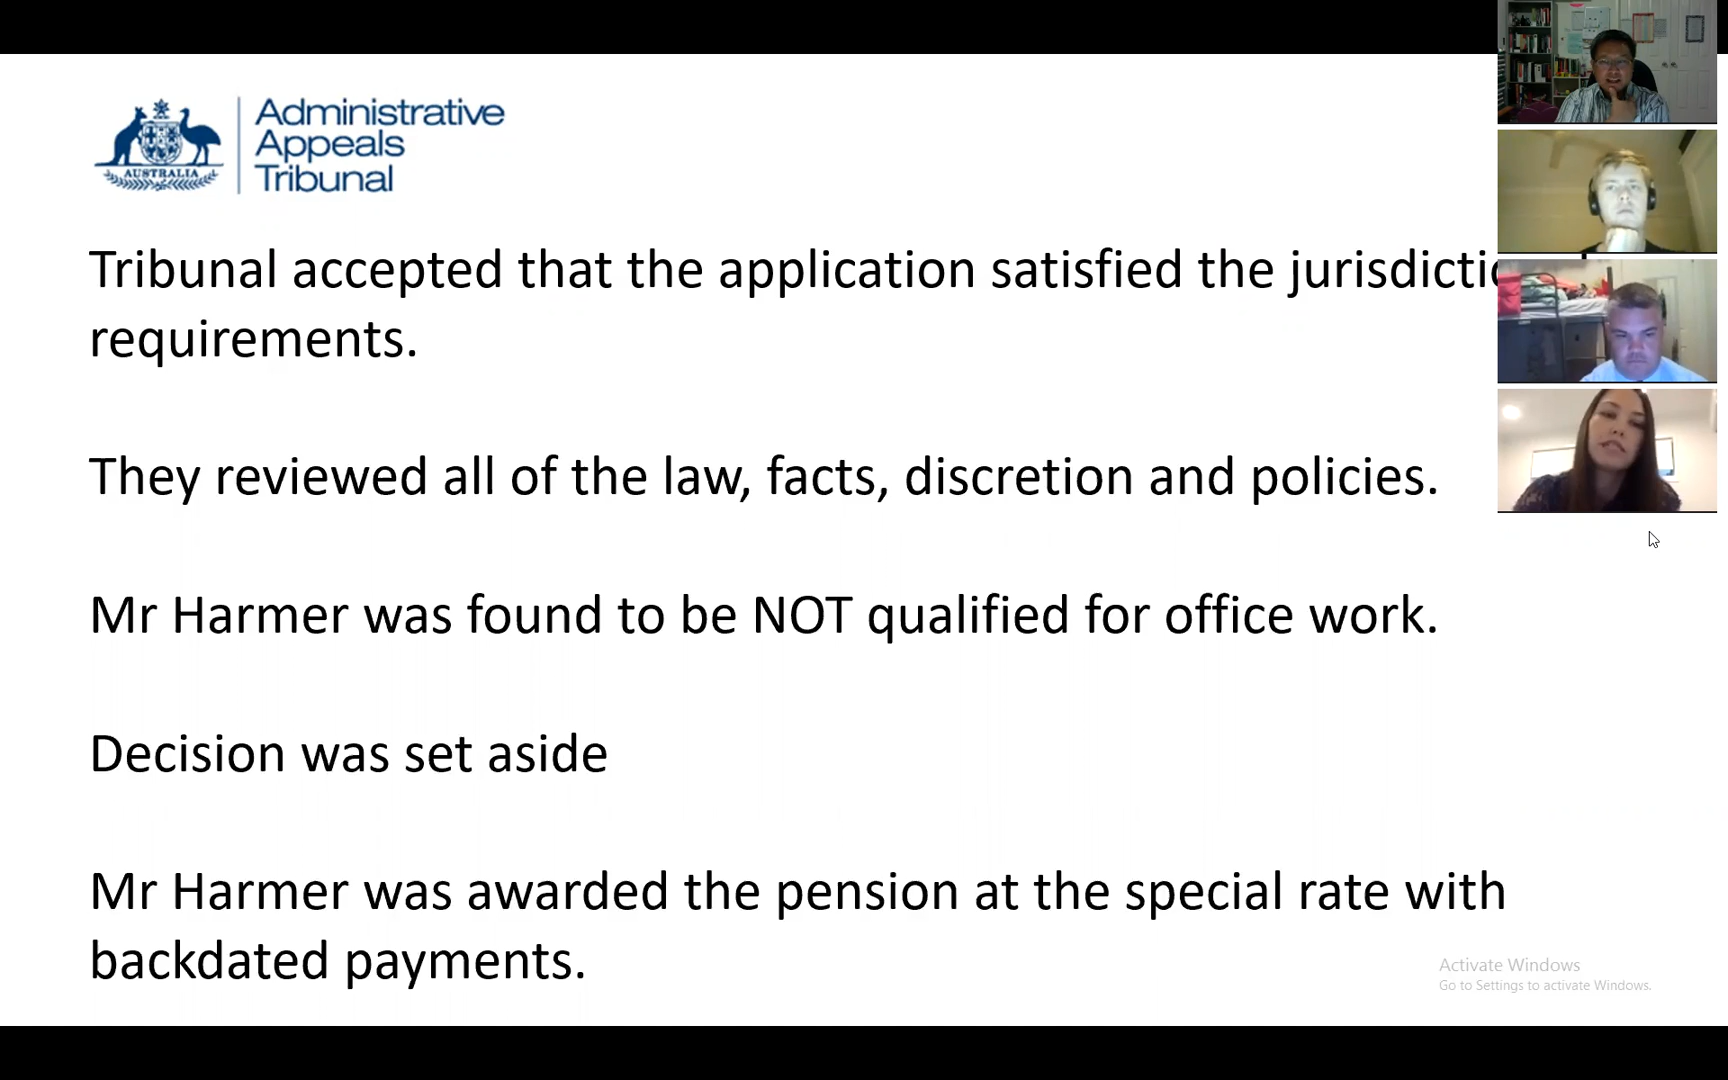 Administrative
Appeals
Tribunal
AUSTRALIA
Tribunal accepted that the application satisfied the
requirements.
They reviewed all of the law, facts, discretion and policies.
Mr Harmer was found to be NOT qualified for office work.
Decision was set aside
Mr Harmer was awarded the pension at the special rate with
backdated payments.
Activate Windows
Go to Settings to activate Windows.